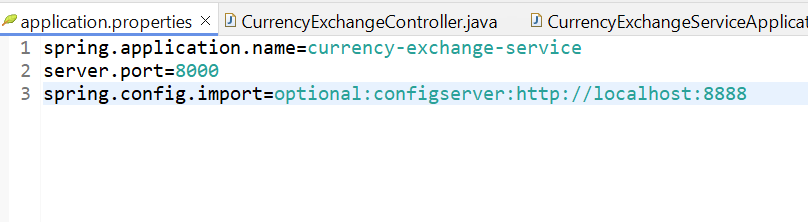 application.properties × CurrencyExchangeController.java CurrencyExchangeServiceApplicat
1 spring.application.name=currency-exchange-service
2 server.port=8000
3 spring.config.import=optional:configserver:http://localhost:8888